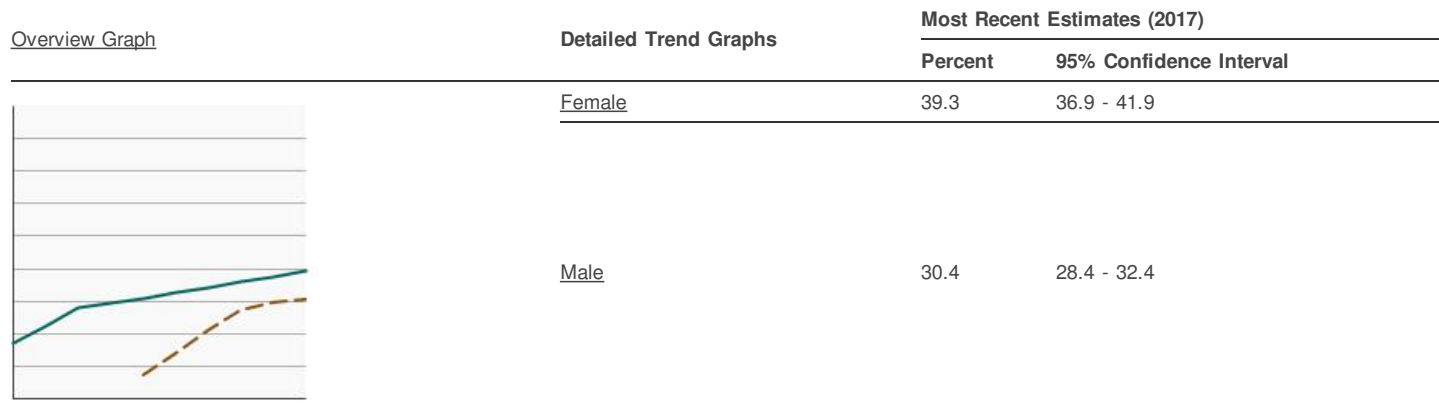 Overview Graph
Detailed Trend Graphs
Most Recent Estimates (2017)
Percent 95% Confidence Interval
Female 39.3 36.9 - 41.9
Male 30.4 28.4 - 32.4